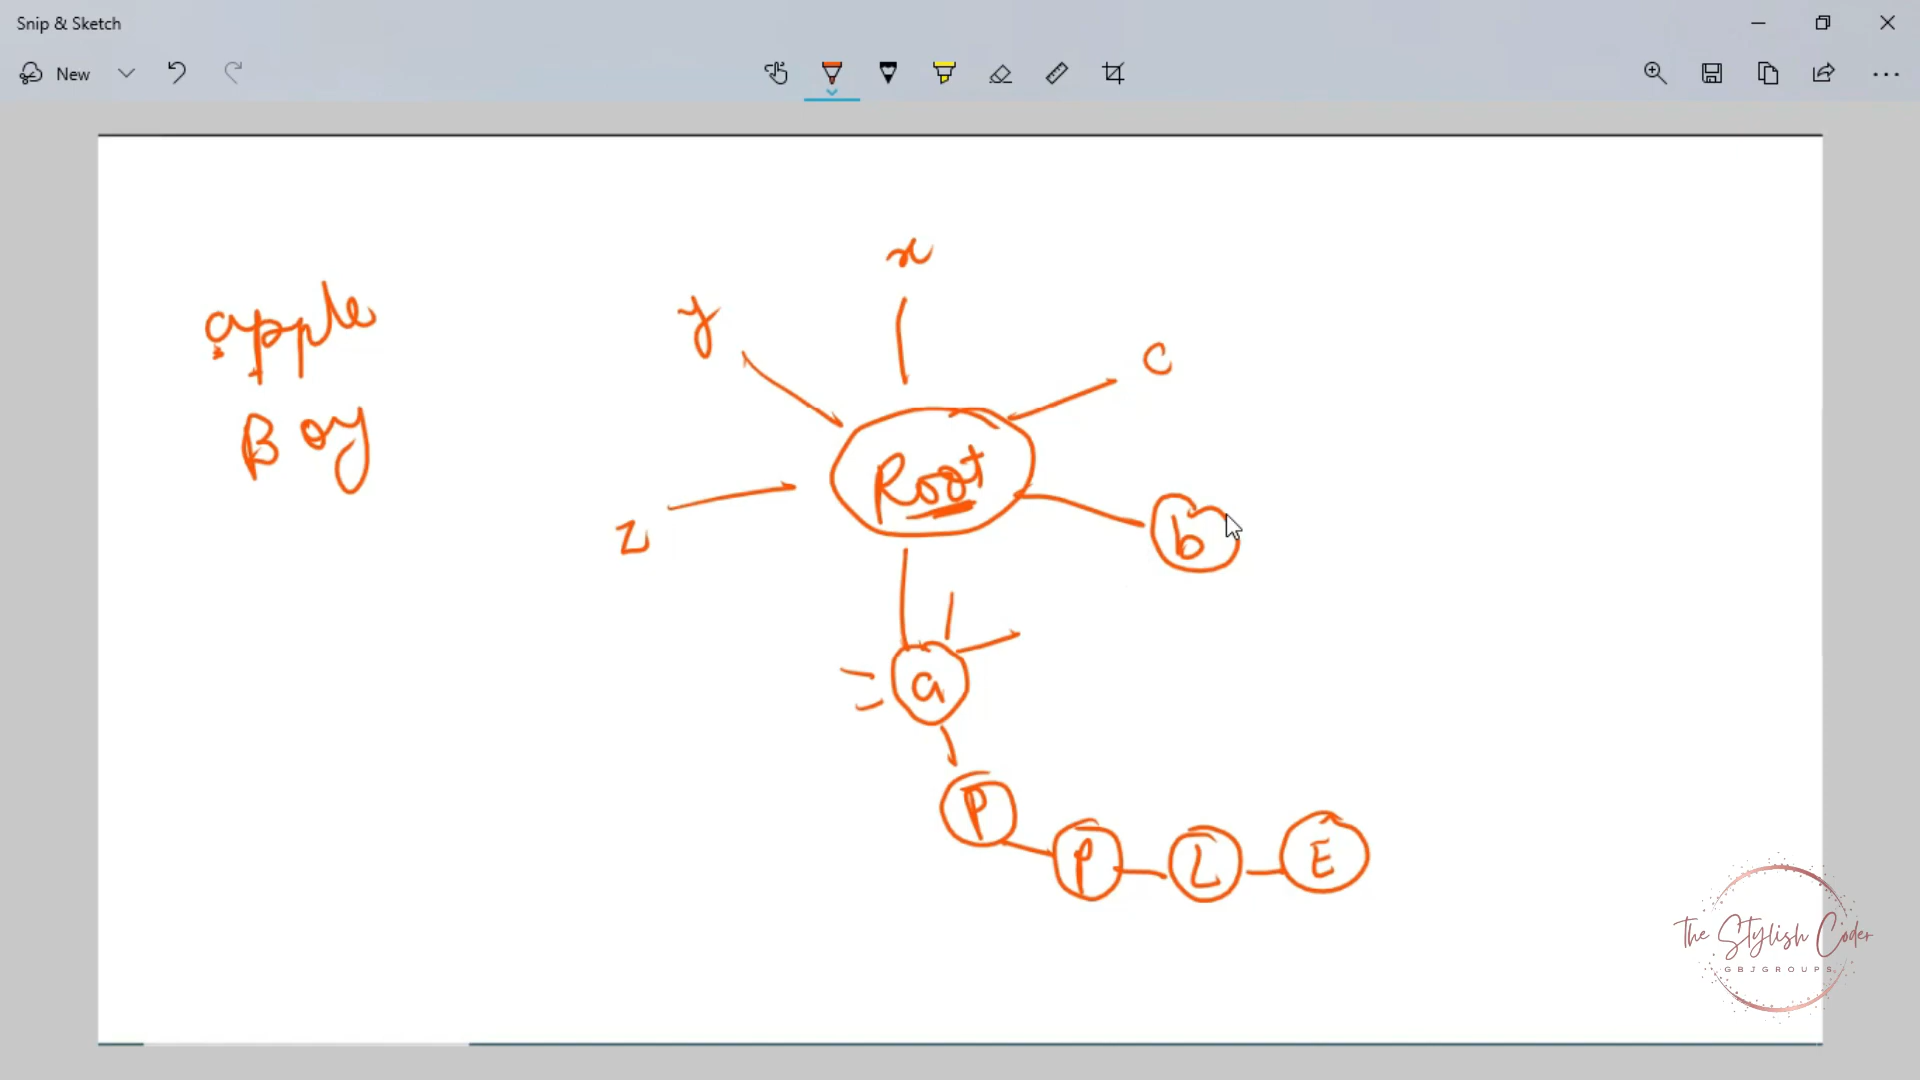 Snip & Sketch
New
x
y
c
apple
Boy
Root
z
b
a
P
P
L
E
The Stylish Coder
GBJGROUPS